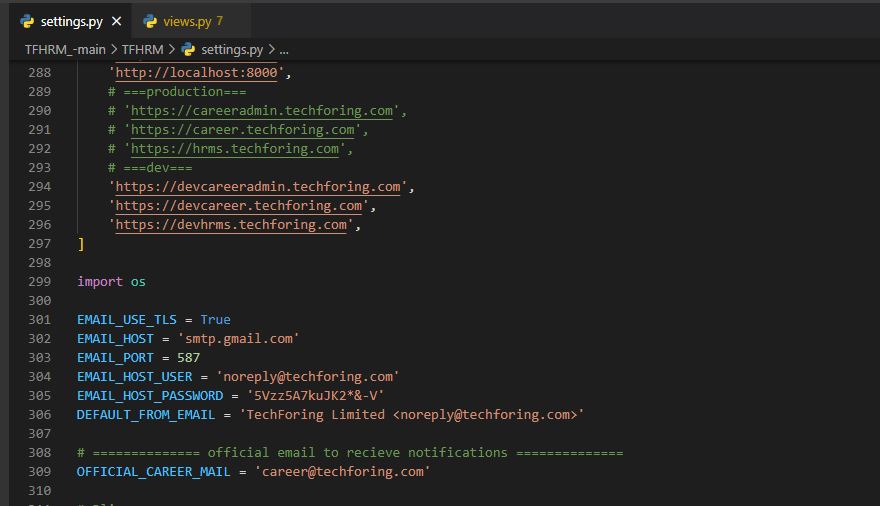 settings.py
views.py 7
TFHRM_-main > TFHRM > settings.py > ...
288 'http://localhost:8000',
289 # ===production===
290 # 'https://careeradmin.techforing.com',
291 # 'https://career.techforing.com',
292 # 'https://hrms.techforing.com',
293 # ===dev===
294 'https://devcareeradmin.techforing.com',
295 'https://devcareer.techforing.com',
296 'https://devhrms.techforing.com',
297 ]
298
299 import os
300
301 EMAIL_USE_TLS = True
302 EMAIL_HOST = 'smtp.gmail.com'
303 EMAIL_PORT = 587
304 EMAIL_HOST_USER = 'noreply@techforing.com'
305 EMAIL_HOST_PASSWORD = '5Vzz5A7kuJK2*&-V'
306 DEFAULT_FROM_EMAIL = 'TechForing Limited <noreply@techforing.com>'
307
308 # ============== official email to recieve notifications ==============
309 OFFICIAL_CAREER_MAIL = 'career@techforing.com'
310